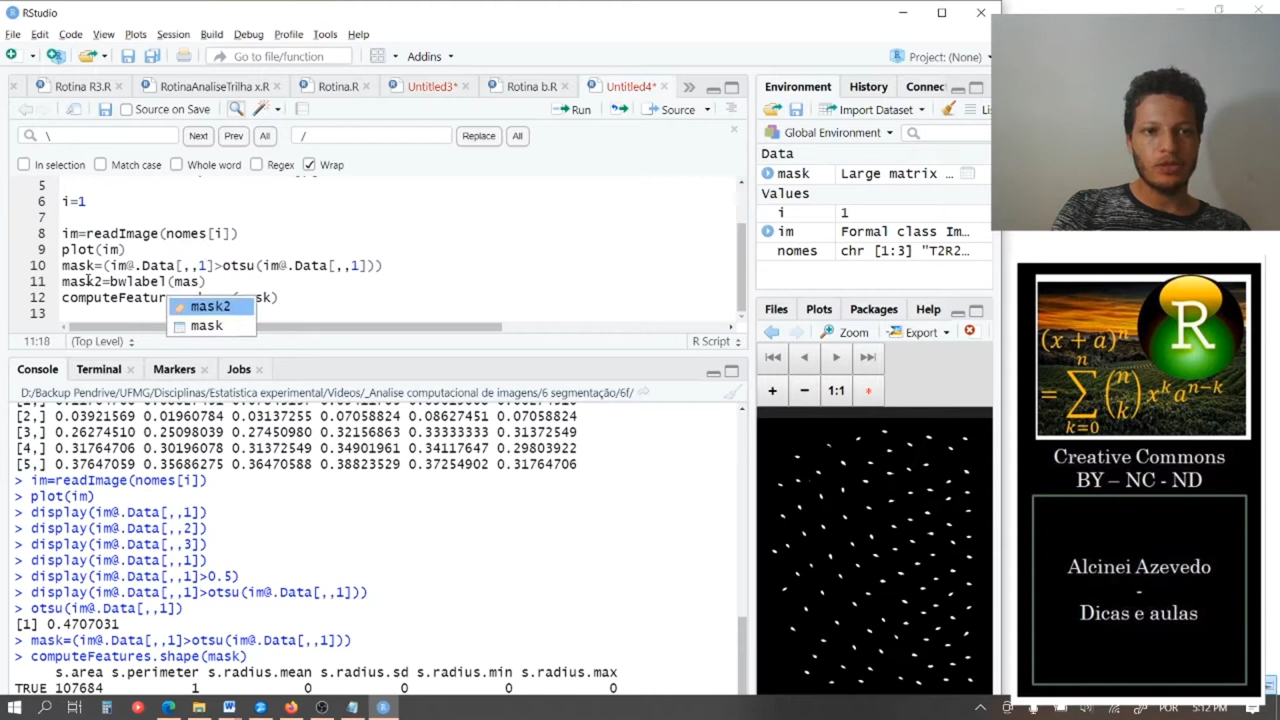 RStudio
File Edit Code View Plots Session Build Debug Profile Tools Help
Go to file/function Addins Project: (None)
Rotina R3.R RotinaAnaliseTrilha x.R Rotina.R Untitled3* Rotina b.R Untitled4*
Source on Save Run Source
\ Next Prev All / Replace All
In selection Match case Whole word Regex Wrap
5
6 i=1
7
8 im=readImage(nomes[i])
9 plot(im)
10 mask=(im@.Data[,,1]>otsu(im@.Data[,,1]))
11 mask2=bwlabel(mas)
12 computeFeatur sk)
13
mask2
mask
11:18 (Top Level) R Script
Console Terminal Markers Jobs
D:/Backup Pendrive/UFMG/Disciplinas/Estatistica experimental/Videos/_Analise computacional de imagens/6 segmentação/6f/
[2,] 0.03921569 0.01960784 0.03137255 0.07058824 0.08627451 0.07058824
[3,] 0.26274510 0.25098039 0.27450980 0.32156863 0.33333333 0.31372549
[4,] 0.31764706 0.30196078 0.31372549 0.34901961 0.34117647 0.29803922
[5,] 0.37647059 0.35686275 0.36470588 0.38823529 0.37254902 0.31764706
> im=readImage(nomes[i])
> plot(im)
> display(im@.Data[,,1])
> display(im@.Data[,,2])
> display(im@.Data[,,3])
> display(im@.Data[,,1])
> display(im@.Data[,,1]>0.5)
> display(im@.Data[,,1]>otsu(im@.Data[,,1]))
> otsu(im@.Data[,,1])
[1] 0.4707031
> mask=(im@.Data[,,1]>otsu(im@.Data[,,1]))
> computeFeatures.shape(mask)
s.area s.perimeter s.radius.mean s.radius.sd s.radius.min s.radius.max
TRUE 107684 1 0 0 0 0
Environment History Connec
Import Dataset Li
Global Environment
Data
mask Large matrix …
Values
i 1
im Formal class Im…
nomes chr [1:3] "T2R2…
Files Plots Packages Help
Zoom Export
1:1
R
(x + a)^n
= ∑_{k=0}^{n} (n k) x^k a^{n−k}
Creative Commons
BY – NC - ND
Alcinei Azevedo
-
Dicas e aulas
POR 5:12 PM